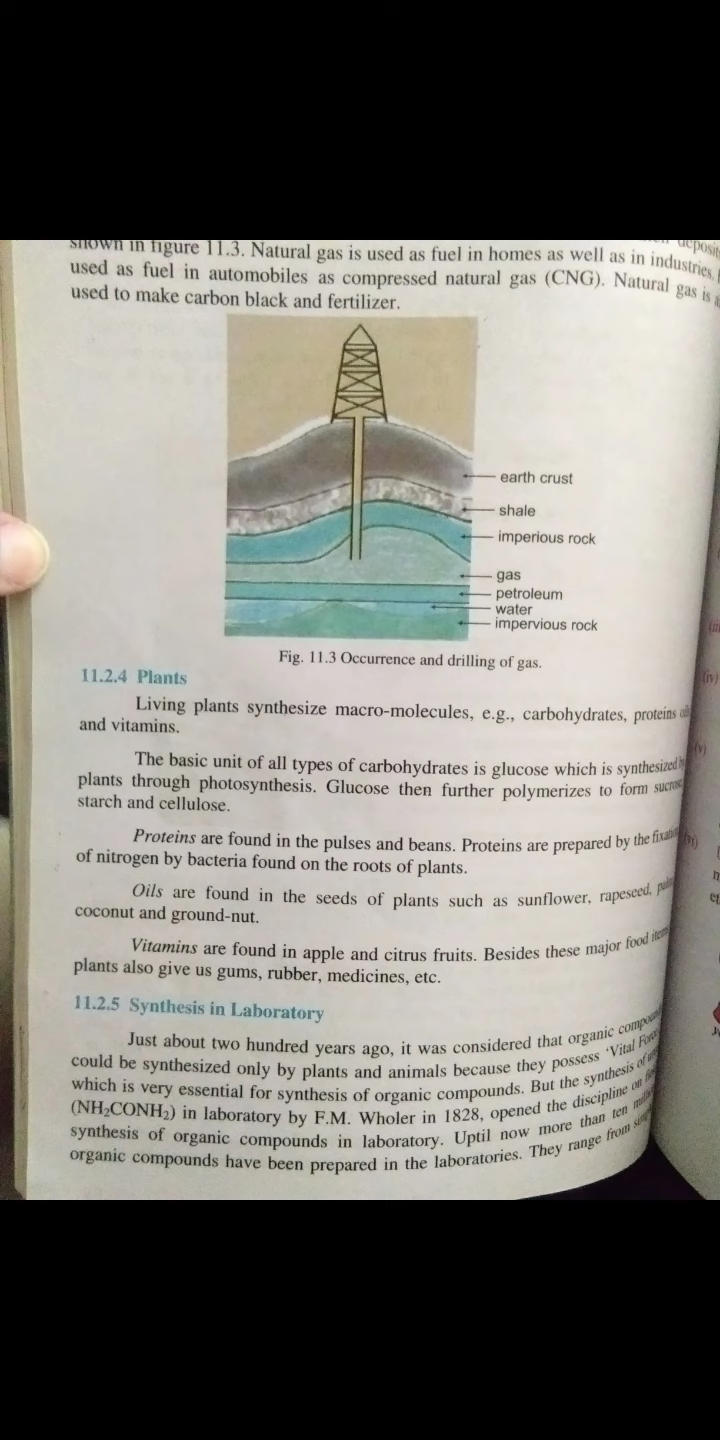 shown in figure 11.3. Natural gas is used as fuel in homes as well as in industries.
used as fuel in automobiles as compressed natural gas (CNG). Natural gas is
used to make carbon black and fertilizer.
earth crust
shale
imperious rock
gas
petroleum
water
impervious rock
Fig. 11.3 Occurrence and drilling of gas.
11.2.4 Plants
Living plants synthesize macro-molecules, e.g., carbohydrates, proteins
and vitamins.
The basic unit of all types of carbohydrates is glucose which is synthesized
plants through photosynthesis. Glucose then further polymerizes to form
starch and cellulose.
Proteins are found in the pulses and beans. Proteins are prepared by the
of nitrogen by bacteria found on the roots of plants.
Oils are found in the seeds of plants such as sunflower, rapeseed,
coconut and ground-nut.
Vitamins are found in apple and citrus fruits. Besides these major food
plants also give us gums, rubber, medicines, etc.
11.2.5 Synthesis in Laboratory
Just about two hundred years ago, it was considered that organic
could be synthesized only by plants and animals because they possess 'Vital
which is very essential for synthesis of organic compounds. But the synthesis of
(NH₂CONH₂) in laboratory by F.M. Wholer in 1828, opened the discipline on
synthesis of organic compounds in laboratory. Uptil now more than ten
organic compounds have been prepared in the laboratories. They range from
(iv)
(v)